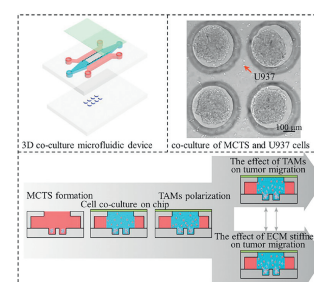 U937
100 μm
3D co-culture microfluidic device
co-culture of MCTS and U937 cells
The effect of TAMs
on tumor migration
MCTS formation
TAMs polarization
Cell co-culture on chip
The effect of ECM stiffne
on tumor migration